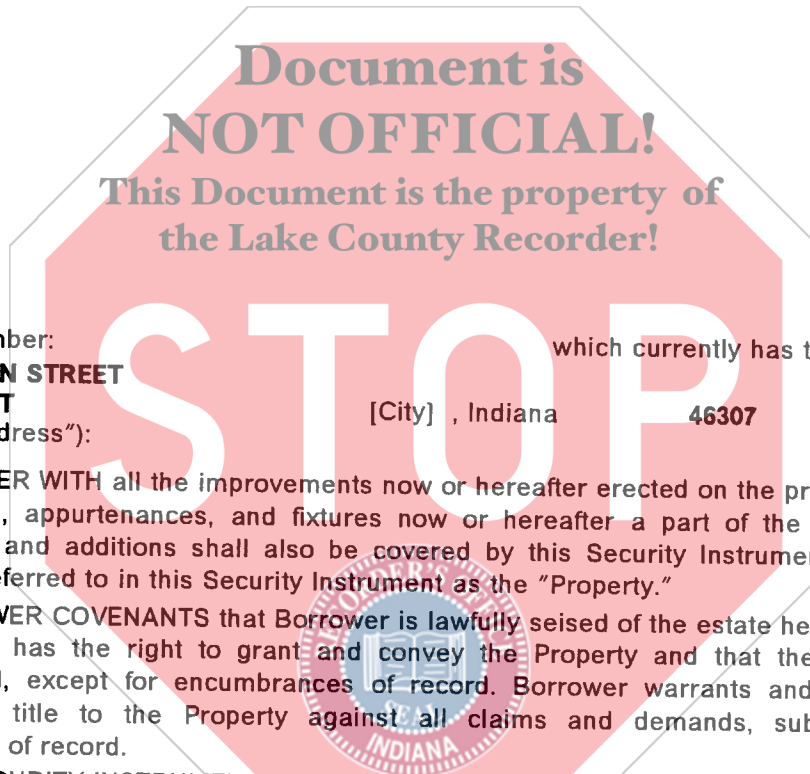 Document is
NOT OFFICIAL!
This Document is the property of
the Lake County Recorder!
STOP
mber: which currently has t
N STREET
T [City] , Indiana 46307
dress"):
ER WITH all the improvements now or hereafter erected on the pr
, appurtenances, and fixtures now or hereafter a part of the
and additions shall also be covered by this Security Instrumen
eferred to in this Security Instrument as the "Property."
WER COVENANTS that Borrower is lawfully seised of the estate he
has the right to grant and convey the Property and that the
, except for encumbrances of record. Borrower warrants and
title to the Property against all claims and demands, sub
of record.
SEAL
INDIANA